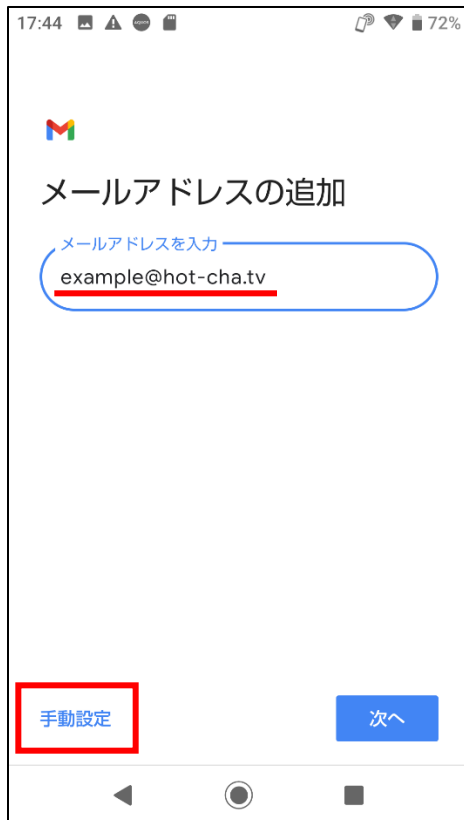 17:44 72%
メールアドレスの追加
メールアドレスを入力
example@hot-cha.tv
手動設定 次へ